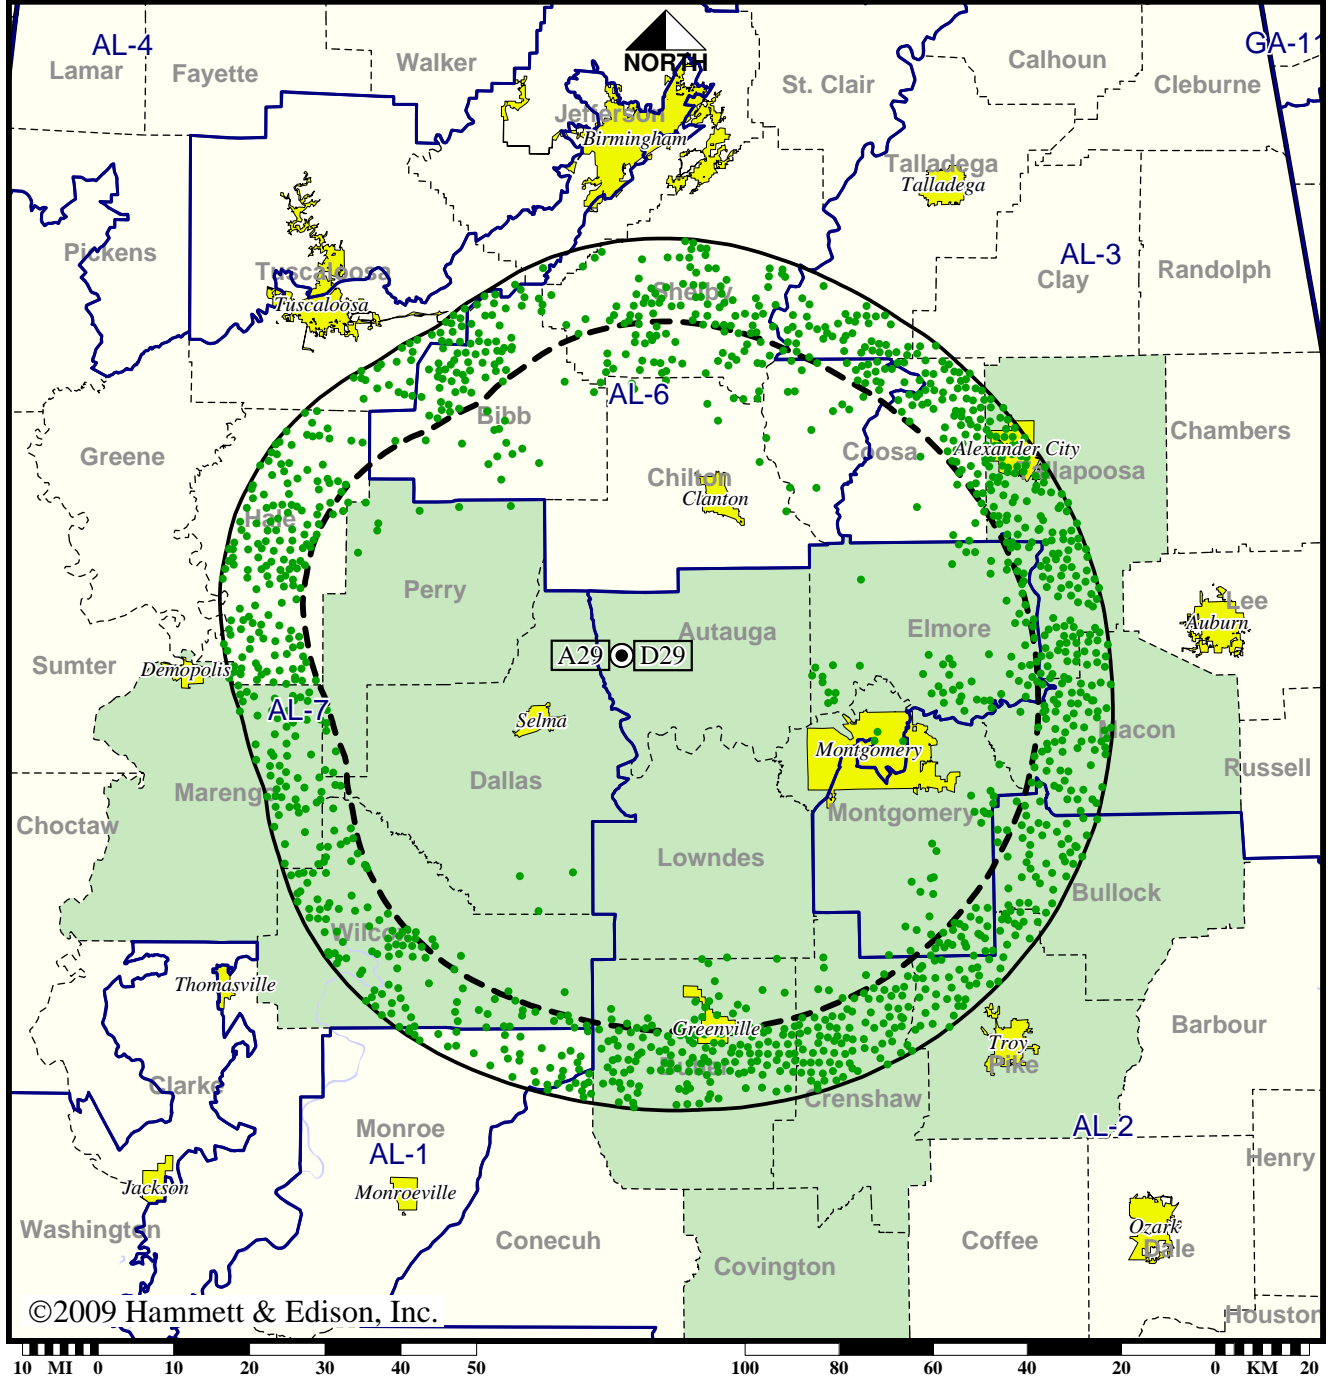 AL-4
Lamar
Fayette
Walker
NORTH
Jefferson
Birmingham
St. Clair
Calhoun
GA-11
Cleburne
Talladega
Talladega
Pickens
Tuscaloosa
Tuscaloosa
Shelby
AL-3
Clay
Randolph
AL-6
Bibb
Greene
Hale
Chilton
Clanton
Coosa
Alexander City
Tallapoosa
Chambers
Perry
Autauga
Elmore
Lee
Auburn
A29
D29
Sumter
Demopolis
AL-7
Selma
Montgomery
Macon
Russell
Dallas
Marengo
Choctaw
Montgomery
Lowndes
Bullock
Wilcox
Thomasville
Greenville
Butler
Troy
Pike
Barbour
Clarke
Crenshaw
Monroe
AL-1
AL-2
Henry
Jackson
Monroeville
Washington
Conecuh
Covington
Coffee
Ozark
Dale
Houston
©2009 Hammett & Edison, Inc.
10 MI 0 10 20 30 40 50 100 80 60 40 20 0 KM 20